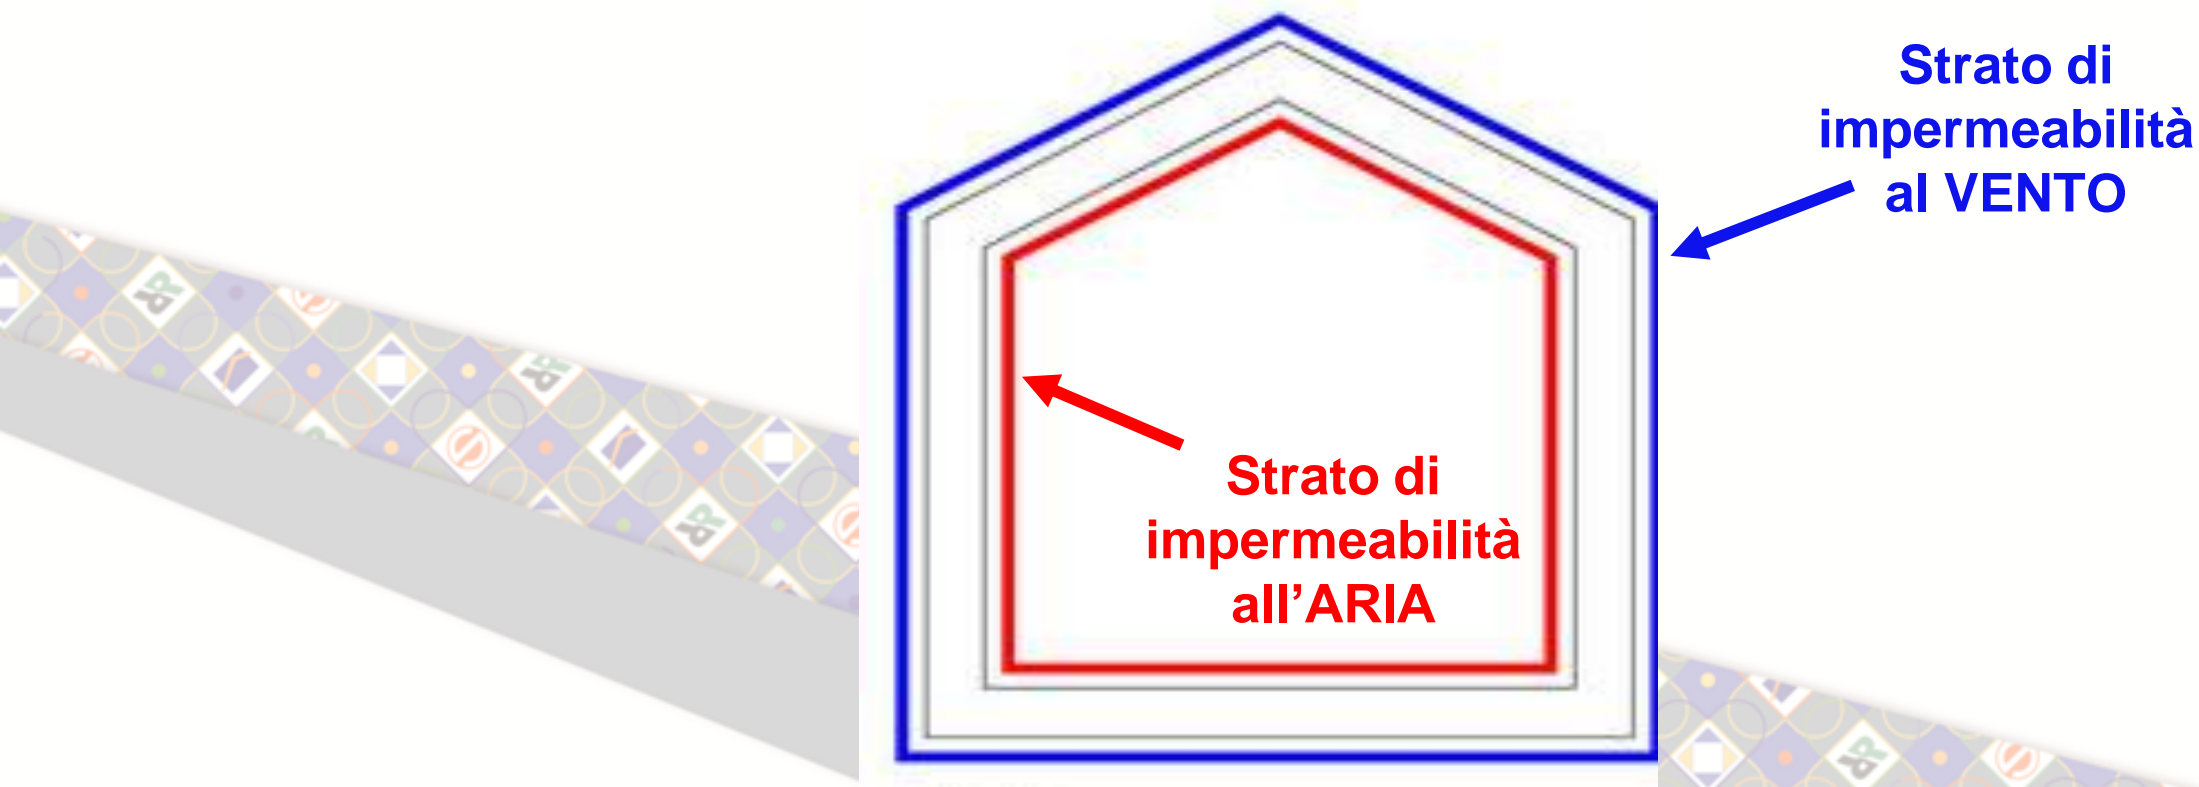 Strato di
impermeabilità
al VENTO
Strato di
impermeabilità
all’ARIA